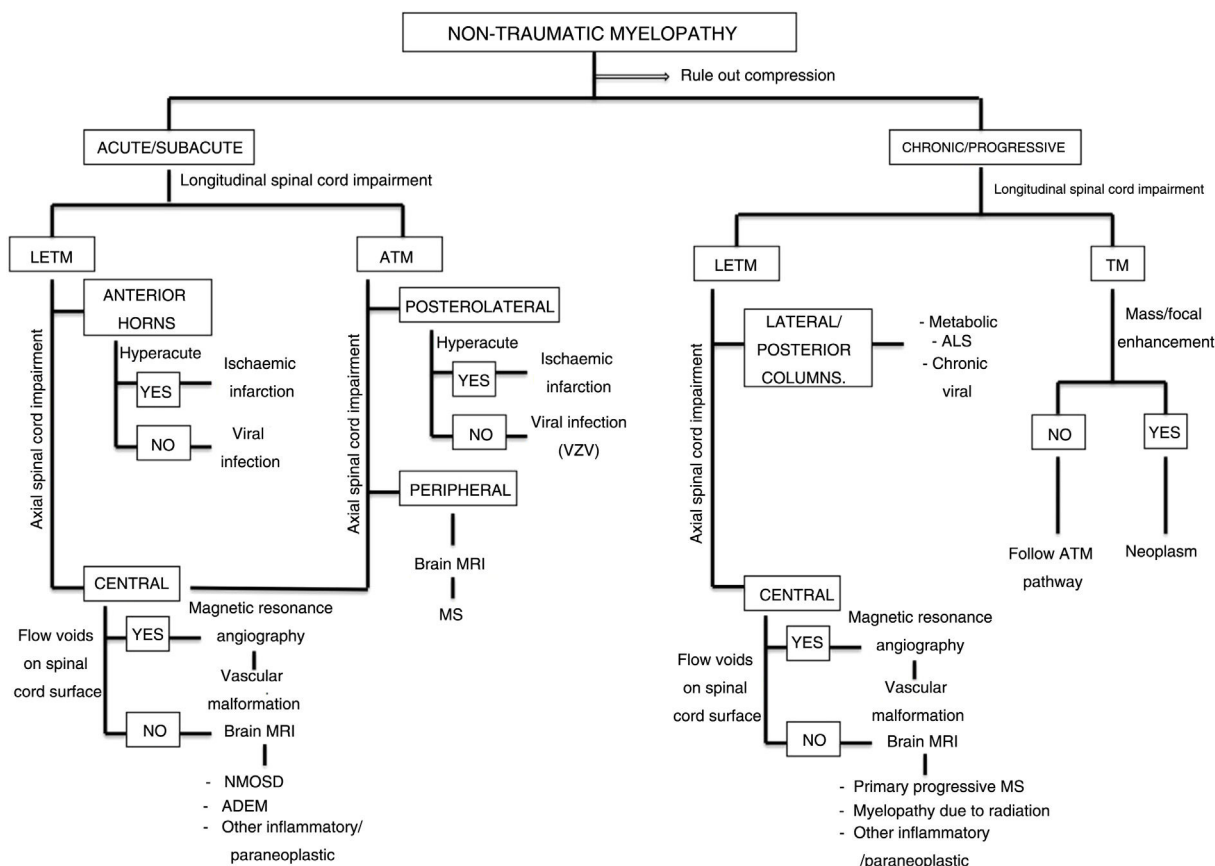 NON-TRAUMATIC MYELOPATHY
Rule out compression
ACUTE/SUBACUTE
Longitudinal spinal cord impairment
LETM
ATM
Axial spinal cord impairment
ANTERIOR
HORNS
Hyperacute
YES
Ischaemic
infarction
NO
Viral
infection
Axial spinal cord impairment
POSTEROLATERAL
Hyperacute
YES
Ischaemic
infarction
NO
Viral infection
(VZV)
PERIPHERAL
Brain MRI
MS
CENTRAL
Flow voids
on spinal
cord surface
YES
Magnetic resonance
angiography
Vascular
malformation
NO
Brain MRI
- NMOSD
- ADEM
- Other inflammatory/
paraneoplastic
CHRONIC/PROGRESSIVE
Longitudinal spinal cord impairment
LETM
TM
Axial spinal cord impairment
LATERAL/
POSTERIOR
COLUMNS.
- Metabolic
- ALS
- Chronic
viral
Mass/focal
enhancement
NO
YES
Follow ATM
pathway
Neoplasm
CENTRAL
Flow voids
on spinal
cord surface
YES
Magnetic resonance
angiography
Vascular
malformation
NO
Brain MRI
- Primary progressive MS
- Myelopathy due to radiation
- Other inflammatory
/paraneoplastic